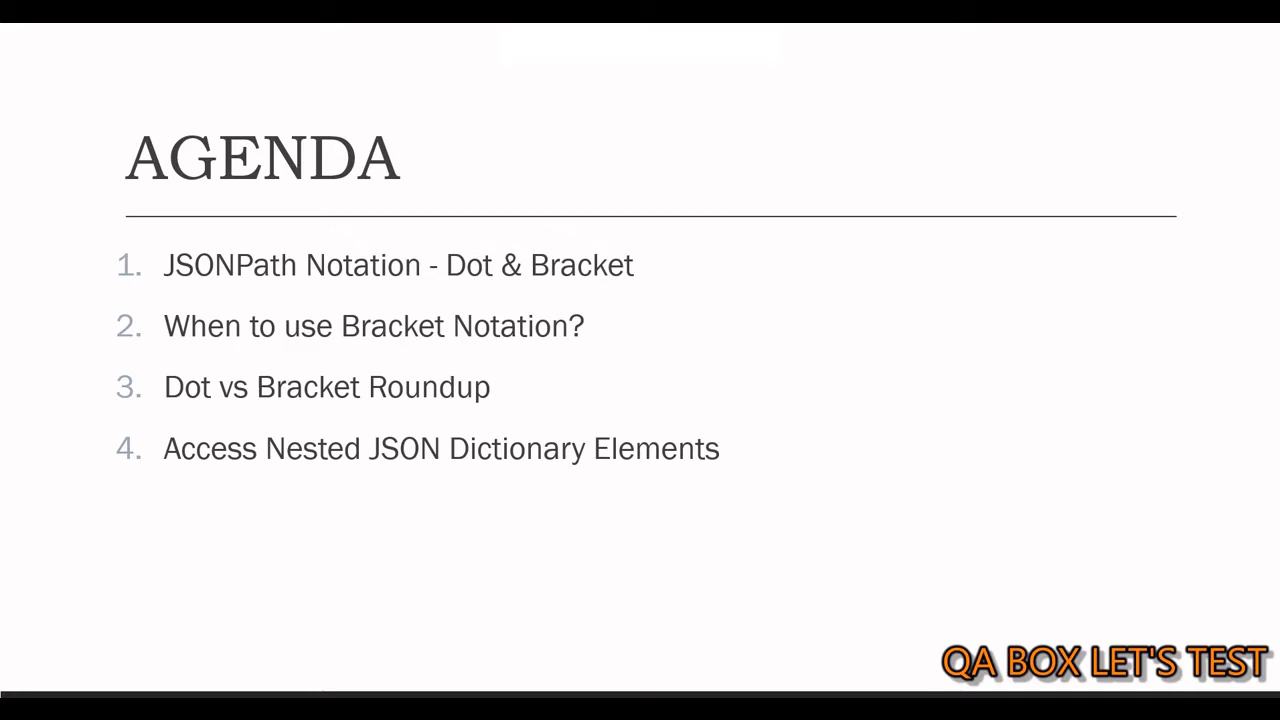 AGENDA
1. JSONPath Notation - Dot & Bracket
2. When to use Bracket Notation?
3. Dot vs Bracket Roundup
4. Access Nested JSON Dictionary Elements
QA BOX LET'S TEST